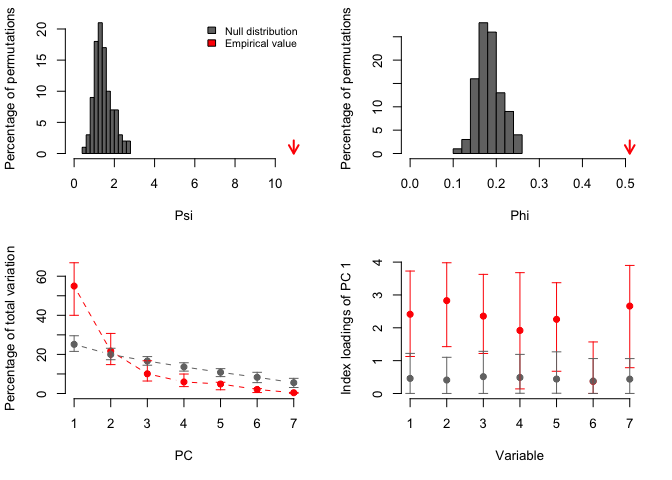 Percentage of permutations
20
15
10
5
0
Null distribution
Empirical value
0 2 4 6 8 10
Psi
Percentage of permutations
20
10
5
0
0.0 0.1 0.2 0.3 0.4 0.5
Phi
Percentage of total variation
60
40
20
0
1 2 3 4 5 6 7
PC
Index loadings of PC 1
4
3
2
1
0
1 2 3 4 5 6 7
Variable